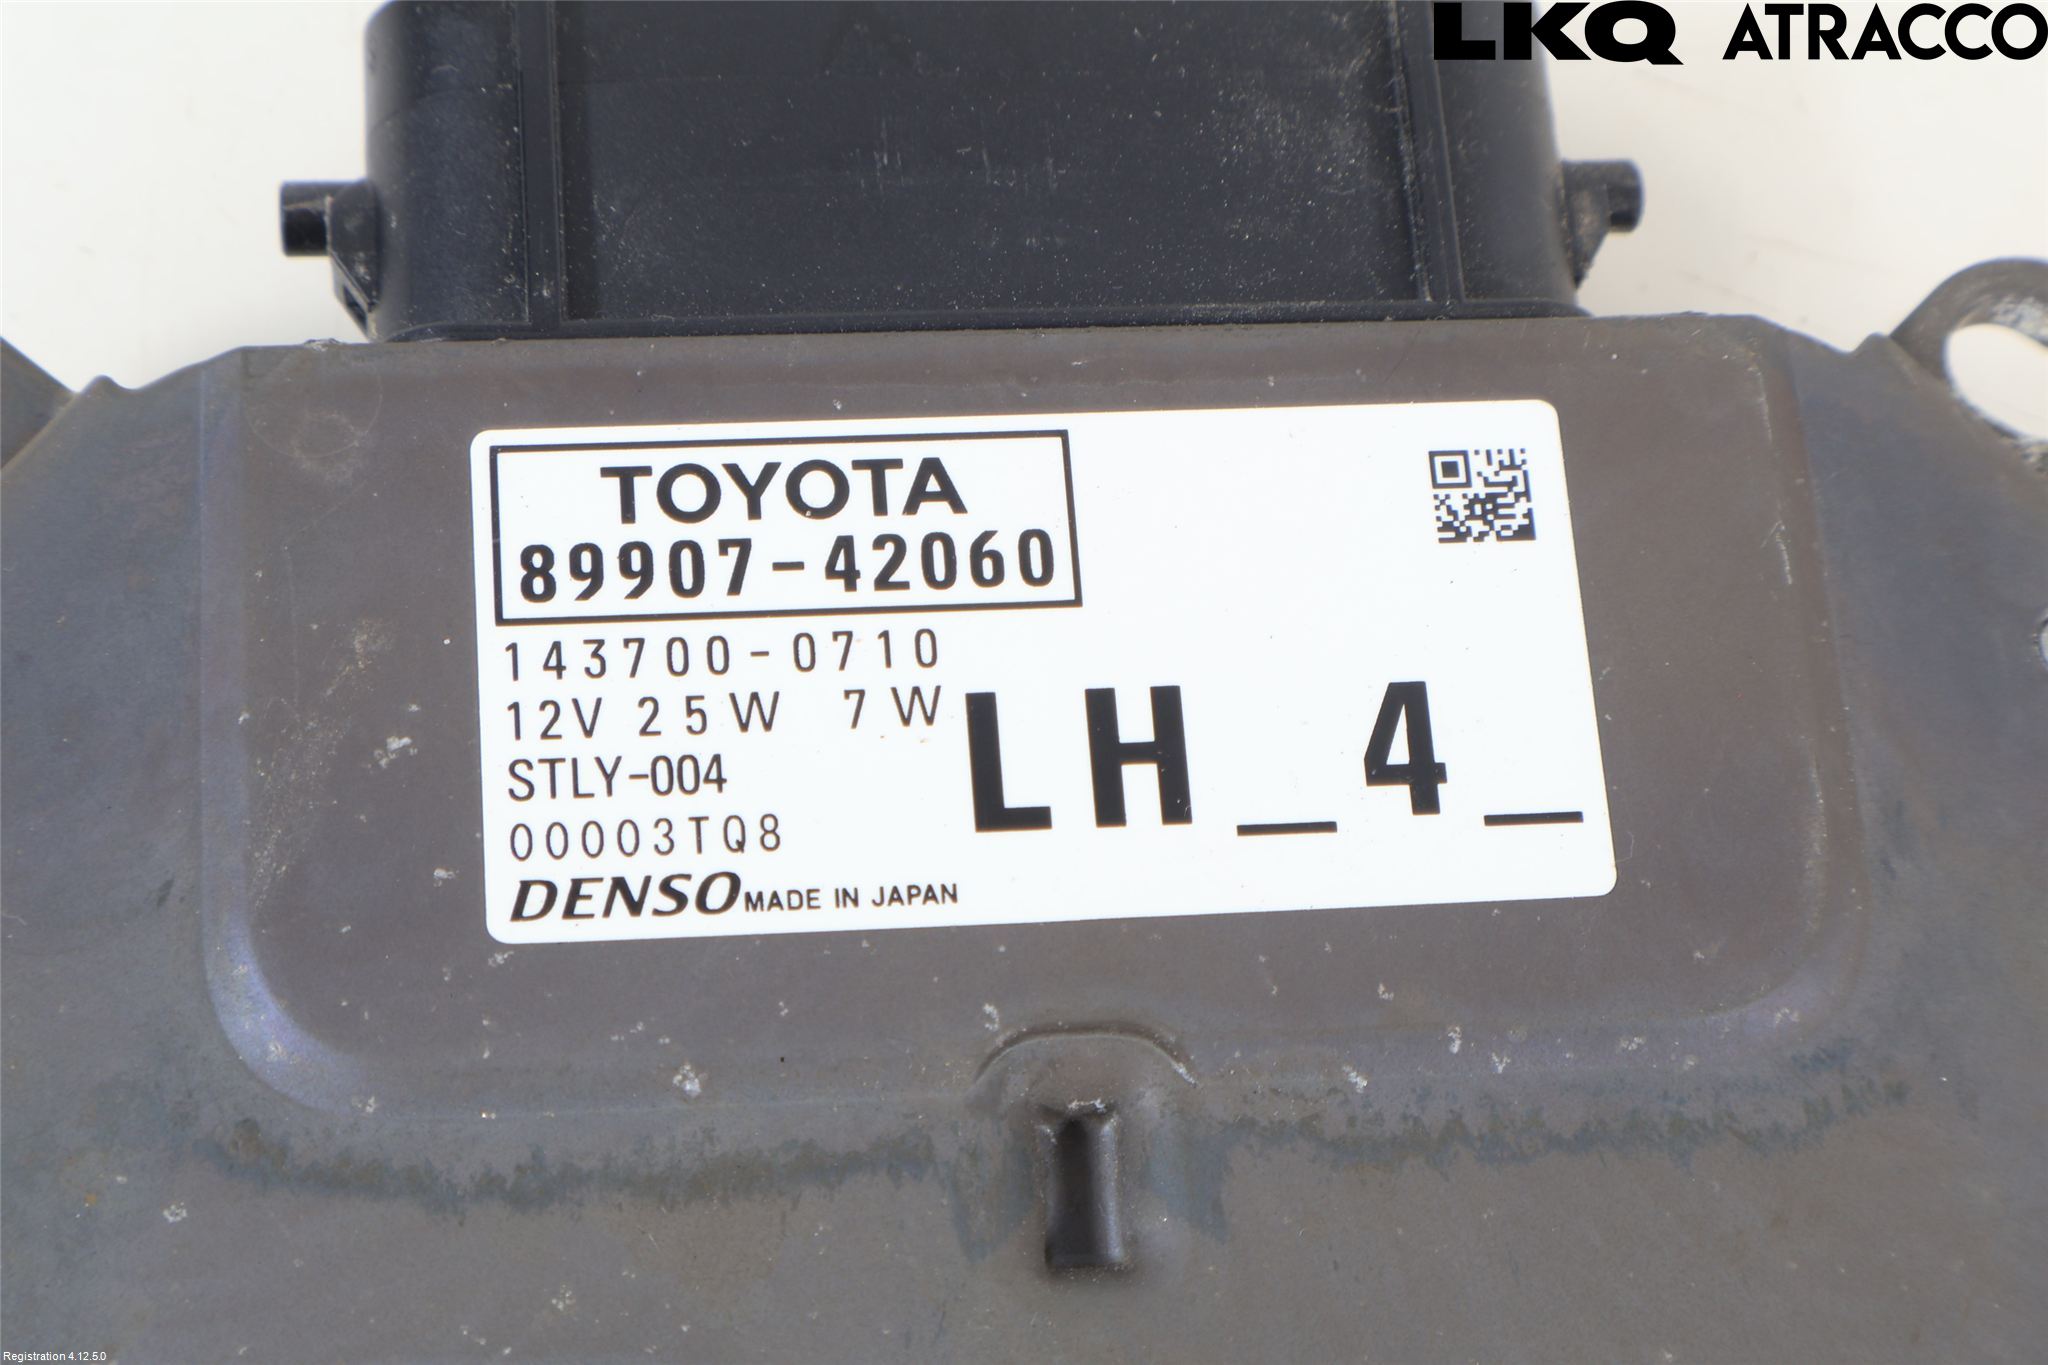 LKQ ATRACCO
TOYOTA
89907-42060
143700-0710
12V 25W 7W
STLY-004
00003TQ8
LH_4_
DENSO MADE IN JAPAN
Registration 4.12.5.0